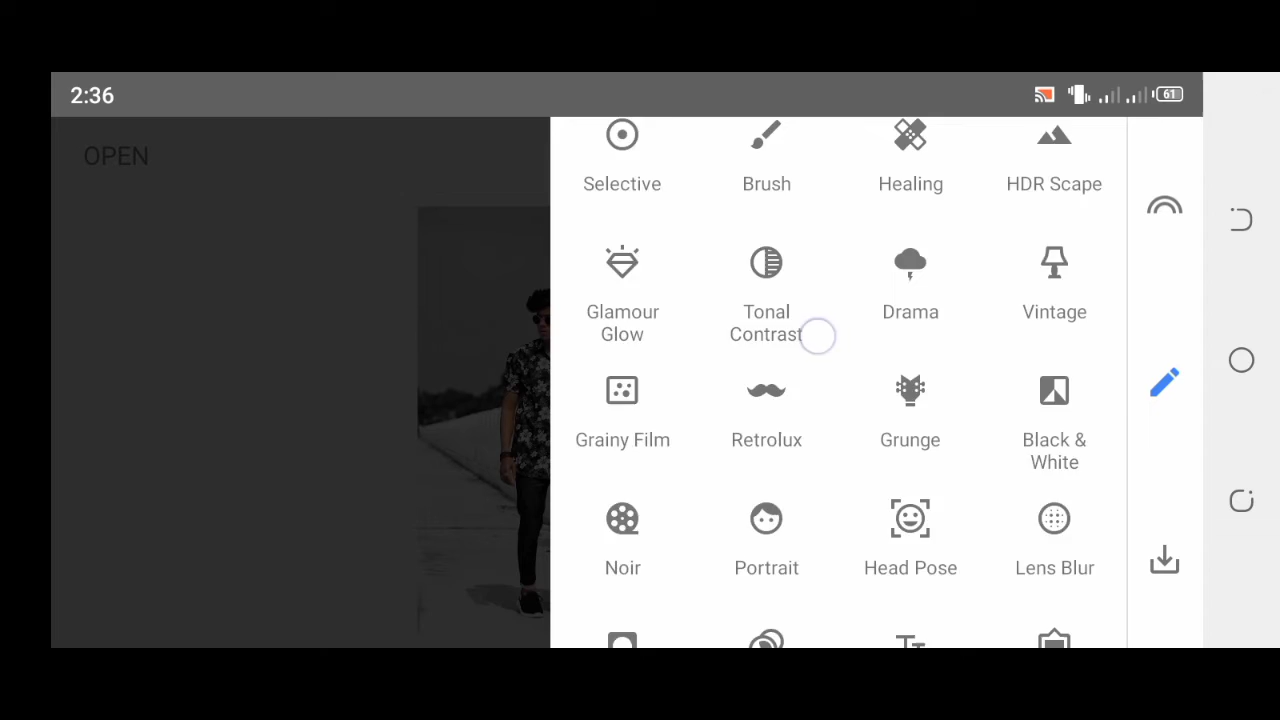 2:36
61
OPEN
Selective
Brush
Healing
HDR Scape
Glamour
Glow
Tonal
Contrast
Drama
Vintage
Grainy Film
Retrolux
Grunge
Black &
White
Noir
Portrait
Head Pose
Lens Blur